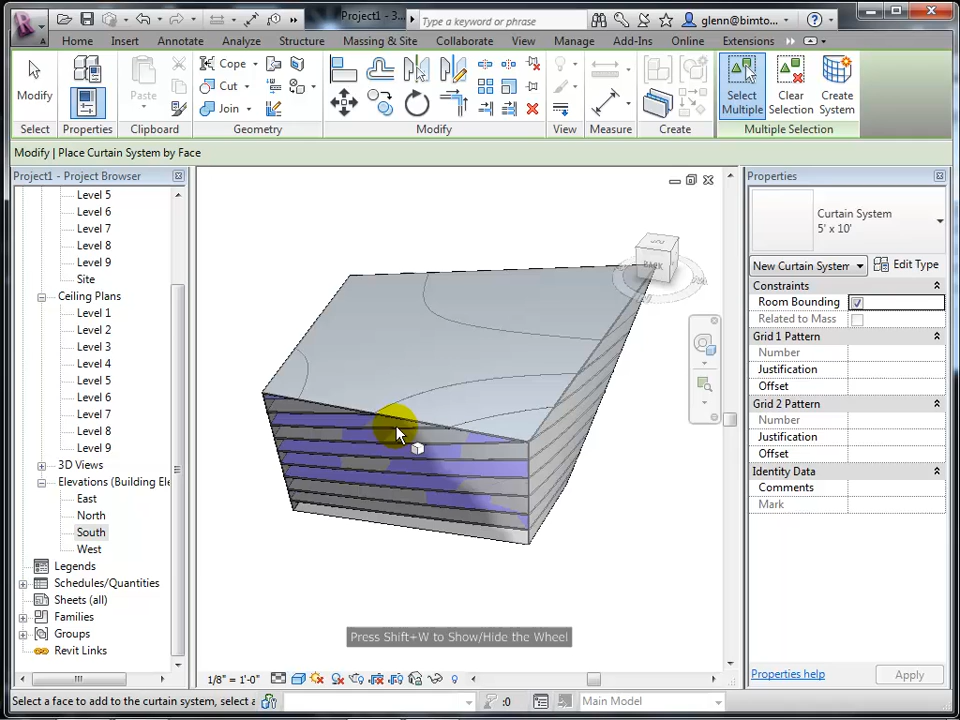 Project1 - 3...
Type a keyword or phrase
glenn@bimto...
Home
Insert
Annotate
Analyze
Structure
Massing & Site
Collaborate
View
Manage
Add-Ins
Online
Extensions
Modify
Paste
Cope
Cut
Join
Select
Multiple
Clear
Selection
Create
System
Select
Properties
Clipboard
Geometry
Modify
View
Measure
Create
Multiple Selection
Modify | Place Curtain System by Face
Project1 - Project Browser
Level 5
Level 6
Level 7
Level 8
Level 9
Site
Ceiling Plans
Level 1
Level 2
Level 3
Level 4
Level 5
Level 6
Level 7
Level 8
Level 9
3D Views
Elevations (Building Ele
East
North
South
West
Legends
Schedules/Quantities
Sheets (all)
Families
Groups
Revit Links
BACK
Press Shift+W to Show/Hide the Wheel
1/8" = 1'-0"
Properties
Curtain System
5' x 10'
New Curtain System
Edit Type
Constraints
Room Bounding
Related to Mass
Grid 1 Pattern
Number
Justification
Offset
Grid 2 Pattern
Number
Justification
Offset
Identity Data
Comments
Mark
Properties help
Apply
Select a face to add to the curtain system, select a
:0
Main Model